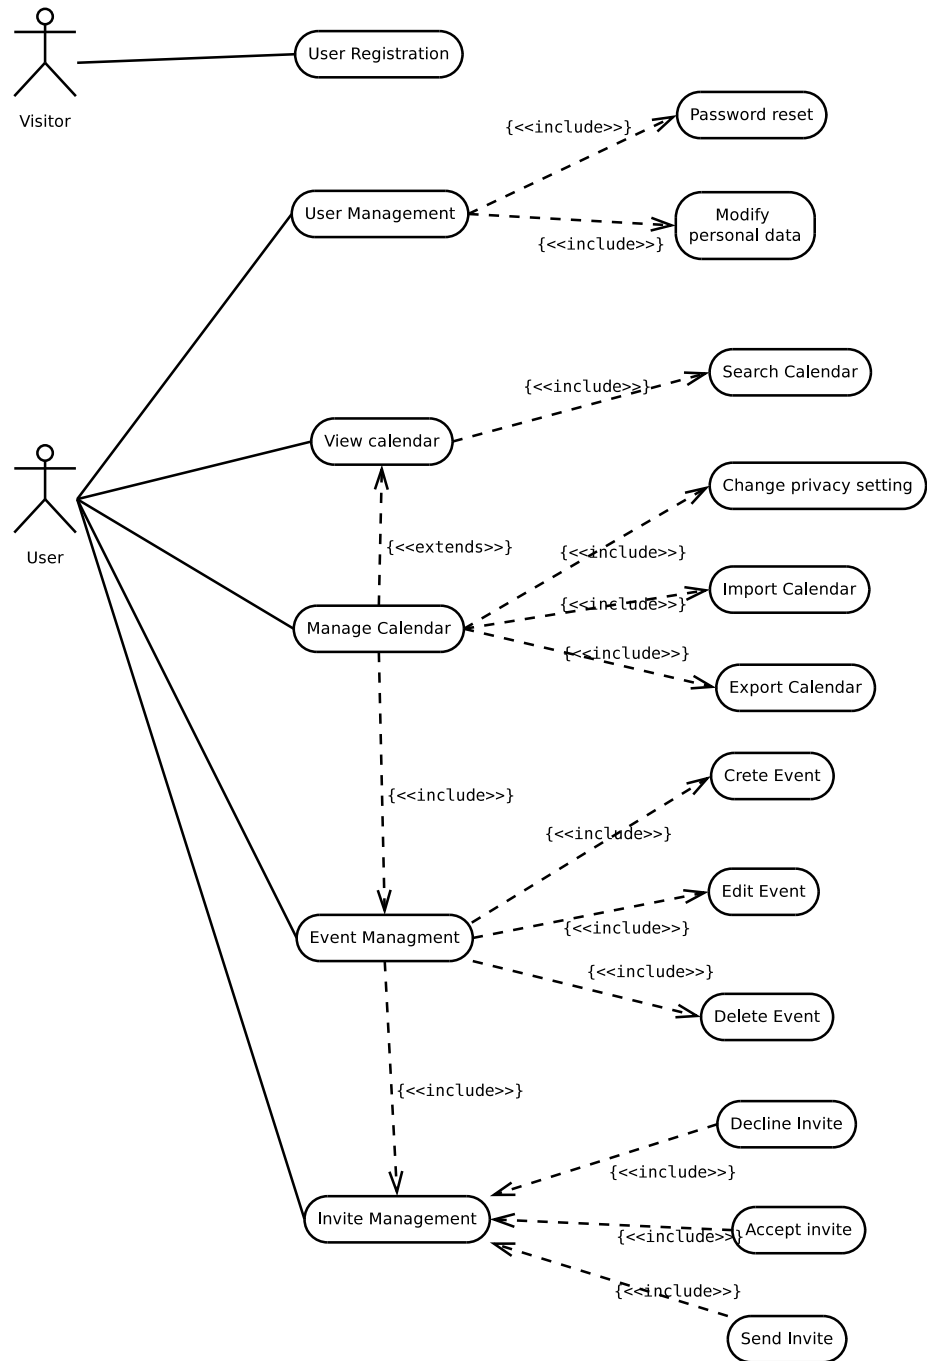 User Registration
Visitor
Password reset
{<<include>>}
User Management
Modify
personal data
{<<include>>}
Search Calendar
{<<include>>}
View calendar
Change privacy setting
User
{<<extends>>}
{<<include>>}
Import Calendar
{<<include>>}
Manage Calendar
{<<include>>}
Export Calendar
Crete Event
{<<include>>}
{<<include>>}
Edit Event
{<<include>>}
Event Managment
{<<include>>}
Delete Event
{<<include>>}
Decline Invite
{<<include>>}
Invite Management
Accept invite
{<<include>>}
{<<include>>}
Send Invite